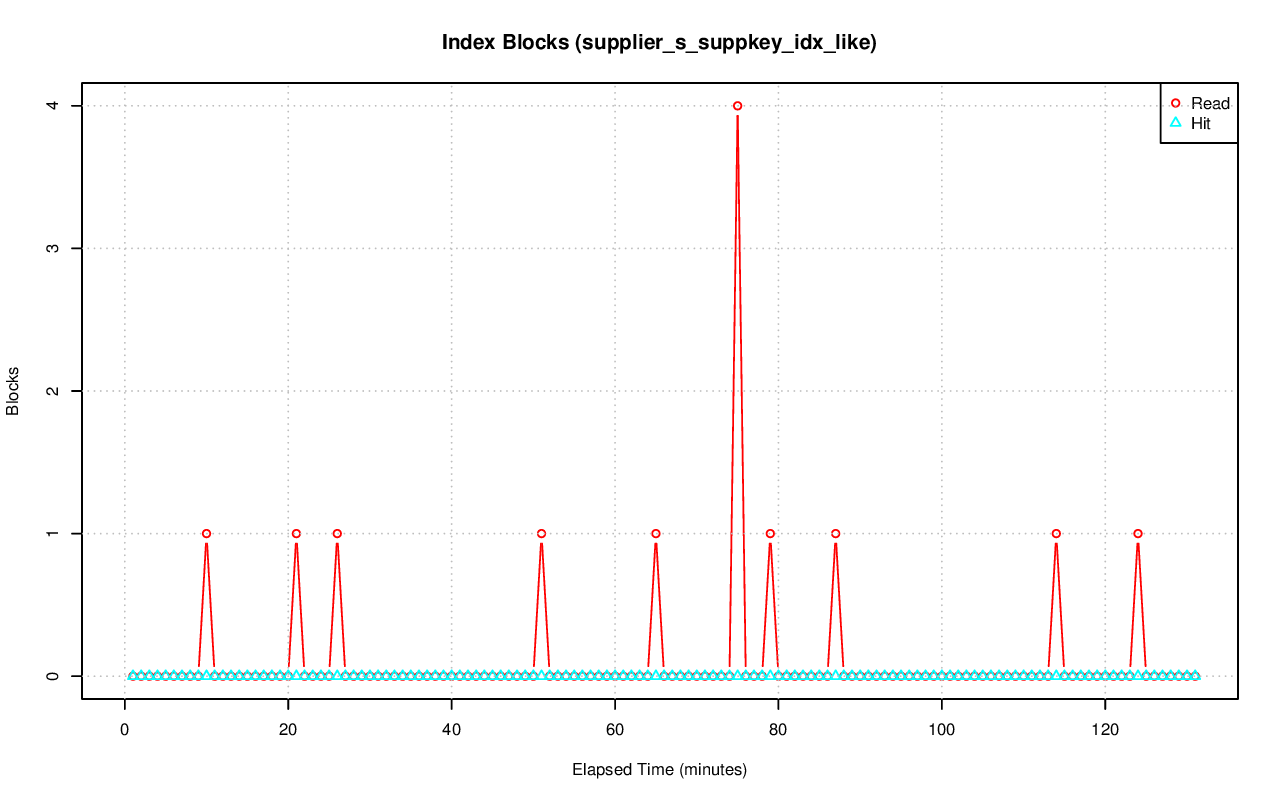 Index Blocks (supplier_s_suppkey_idx_like)
Read
Hit
4
3
2
1
0
Blocks
0 20 40 60 80 100 120
Elapsed Time (minutes)